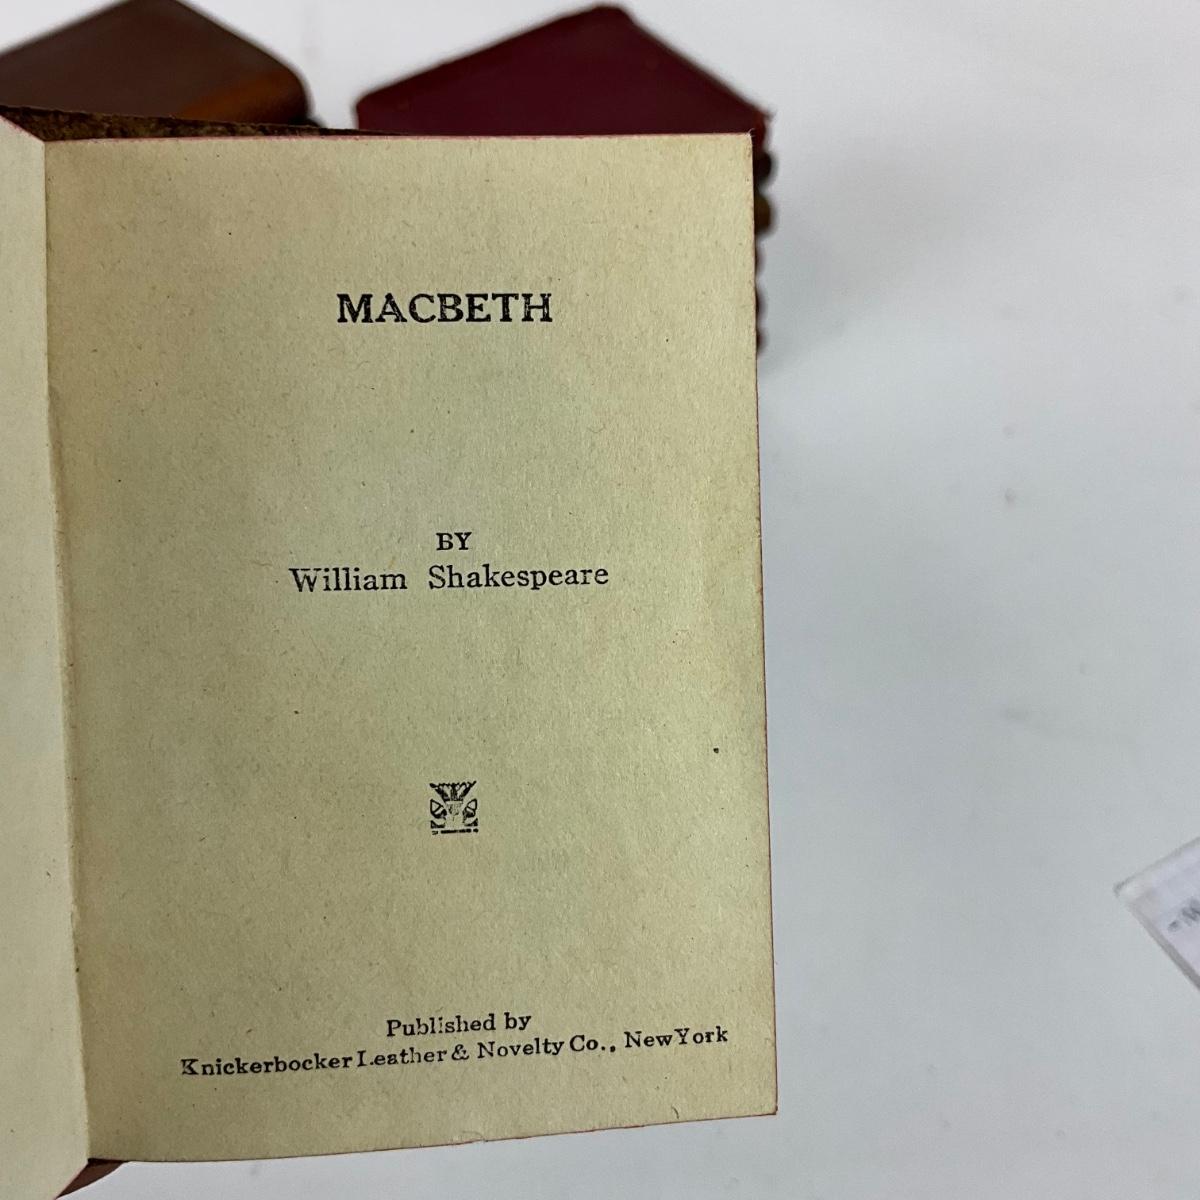 MACBETH
BY
William Shakespeare
Published by
Knickerbocker Leather & Novelty Co., New York